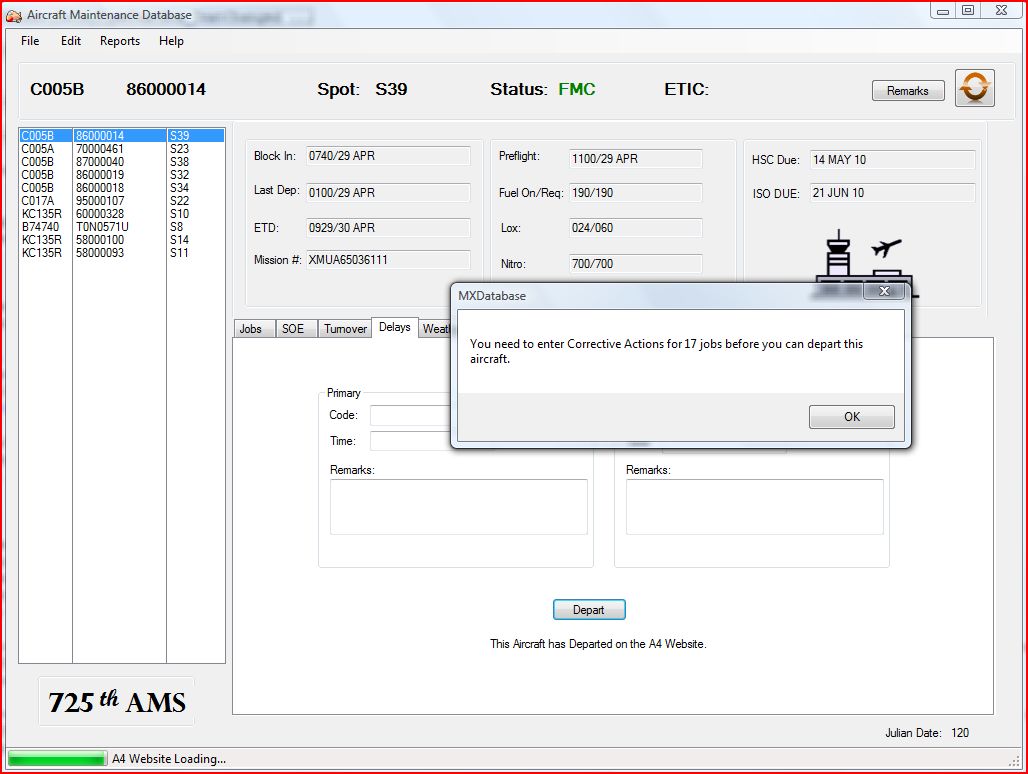 Aircraft Maintenance Database
File Edit Reports Help
C005B 86000014 Spot: S39 Status: FMC ETIC: Remarks
C005B 86000014 S39
C005A 70000461 S23
C005B 87000040 S38
C005B 86000019 S32
C005B 86000018 S34
C017A 95000107 S22
KC135R 60000328 S10
B74740 T0N0571U S8
KC135R 58000100 S14
KC135R 58000093 S11
Block In: 0740/29 APR
Last Dep: 0100/29 APR
ETD: 0929/30 APR
Mission #: XMUA65036111
Preflight: 1100/29 APR
Fuel On/Req: 190/190
Lox: 024/060
Nitro: 700/700
HSC Due: 14 MAY 10
ISO DUE: 21 JUN 10
Jobs SOE Turnover Delays Weath
MXDatabase
You need to enter Corrective Actions for 17 jobs before you can depart this
aircraft.
OK
Primary
Code:
Time:
Remarks:
Remarks:
Depart
This Aircraft has Departed on the A4 Website.
725th AMS
Julian Date: 120
A4 Website Loading...